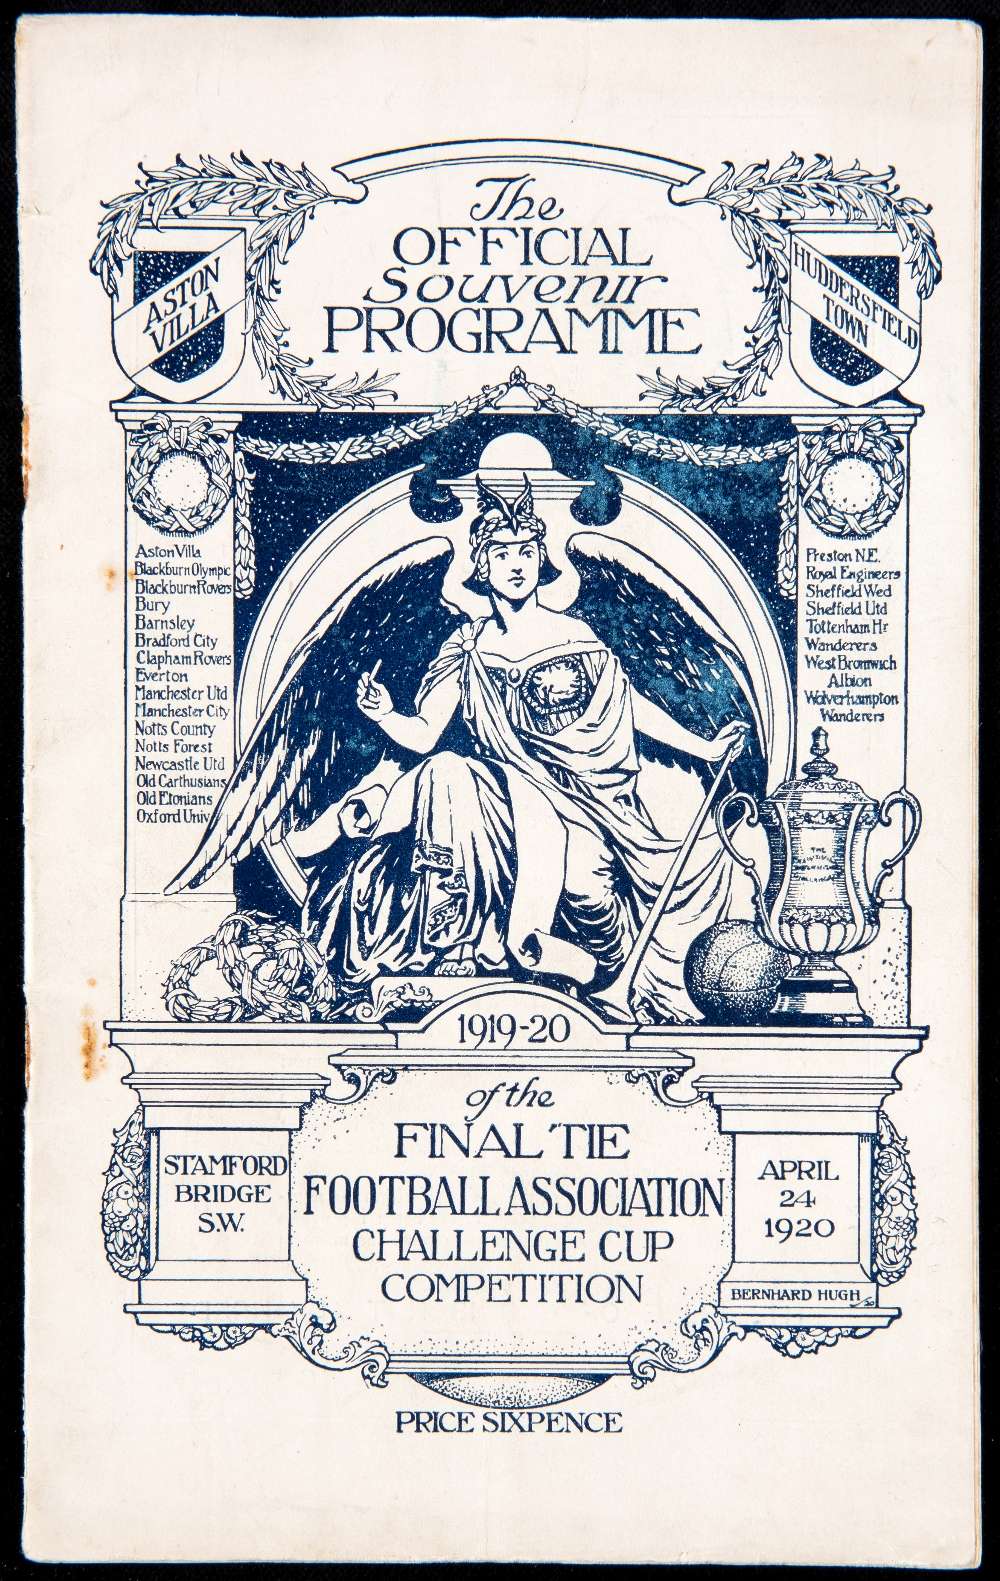 The
OFFICIAL
Souvenir
PROGRAMME
ASTON
VILLA
HUDDERSFIELD
TOWN
Aston Villa
Blackburn Olympic
Blackburn Rovers
Bury
Barnsley
Bradford City
Clapham Rovers
Everton
Manchester Utd
Manchester City
Notts County
Notts Forest
Newcastle Utd
Old Carthusians
Old Etonians
Oxford Univ
Preston N.E.
Royal Engineers
Sheffield Wed
Sheffield Utd
Tottenham Hr
Wanderers
West Bromwich
Albion
Wolverhampton
Wanderers
THE
1919-20
of the
FINAL TIE
FOOTBALL ASSOCIATION
CHALLENGE CUP
COMPETITION
STAMFORD
BRIDGE
S.W.
APRIL
24
1920
BERNHARD HUGH /20
PRICE SIXPENCE